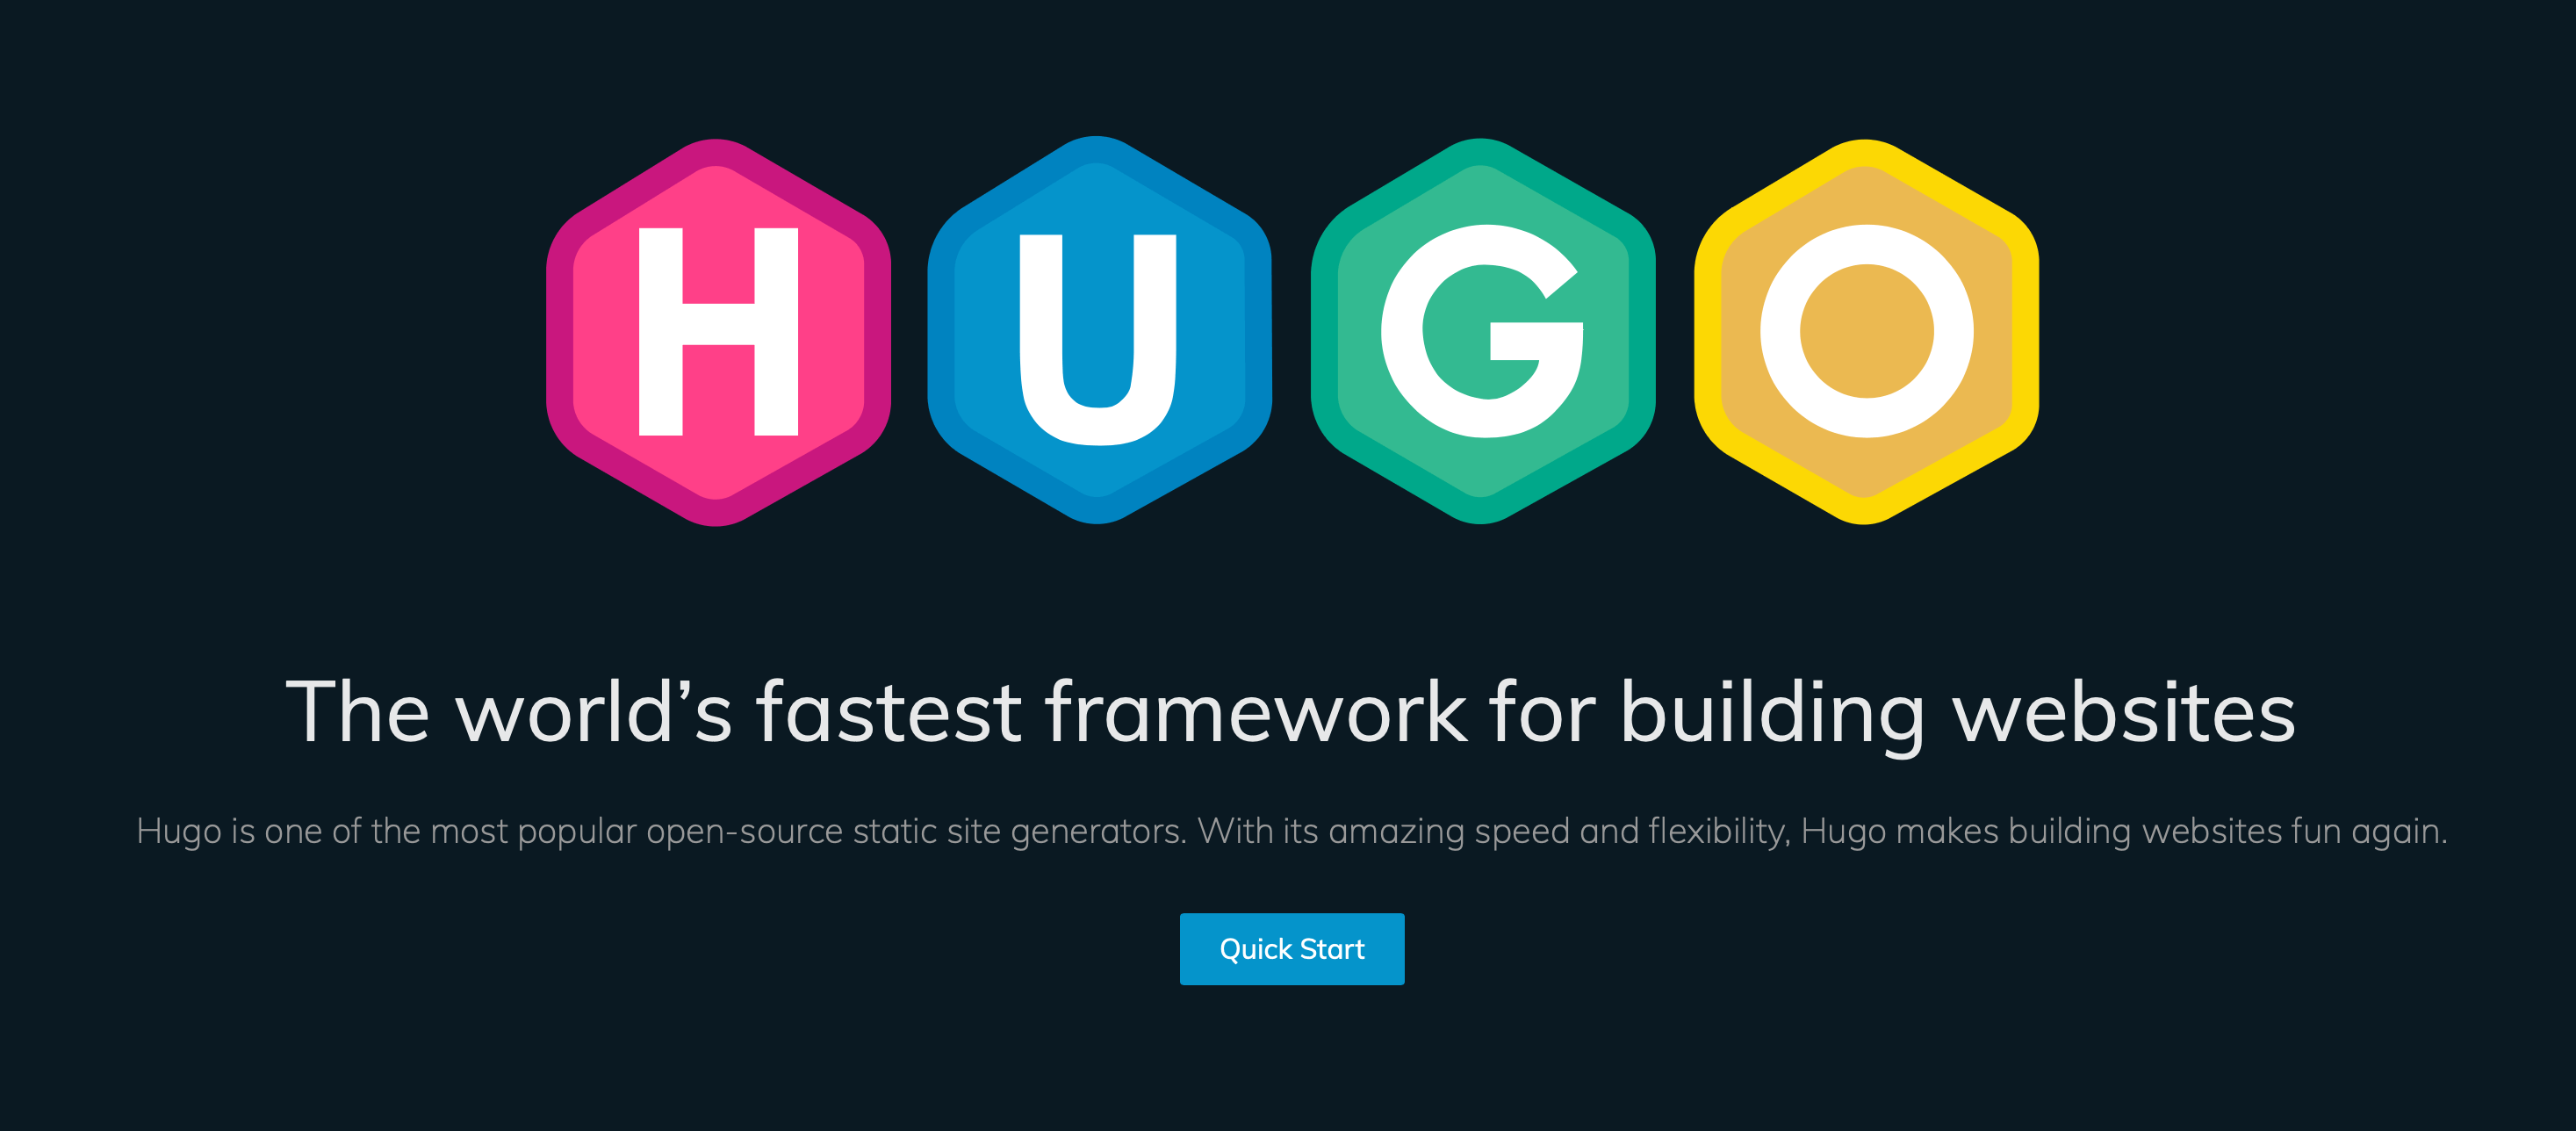 HUGO
The world’s fastest framework for building websites
Hugo is one of the most popular open-source static site generators. With its amazing speed and flexibility, Hugo makes building websites fun again.
Quick Start